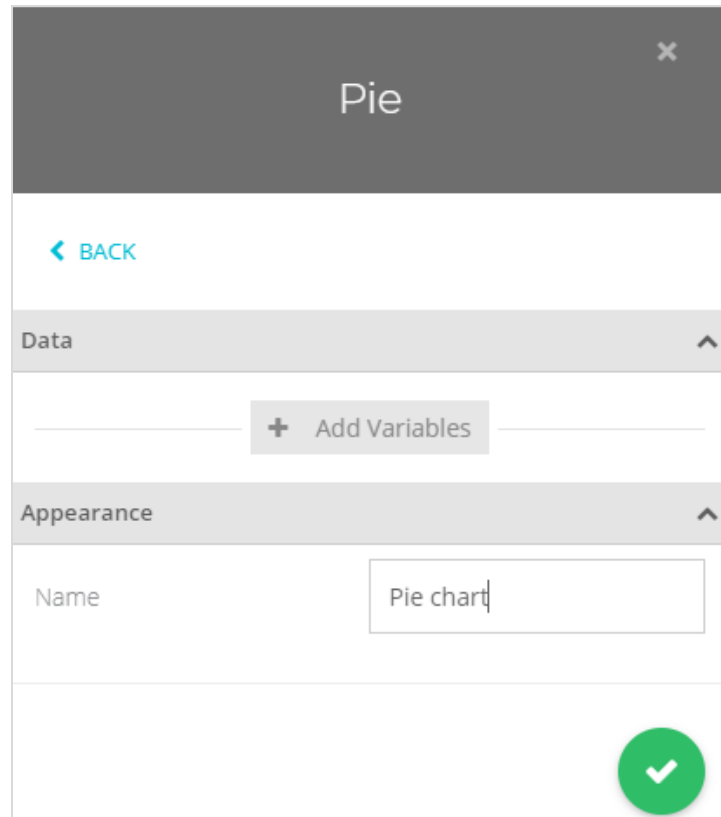 Pie
BACK
Data
Add Variables
Appearance
Name
Pie chart